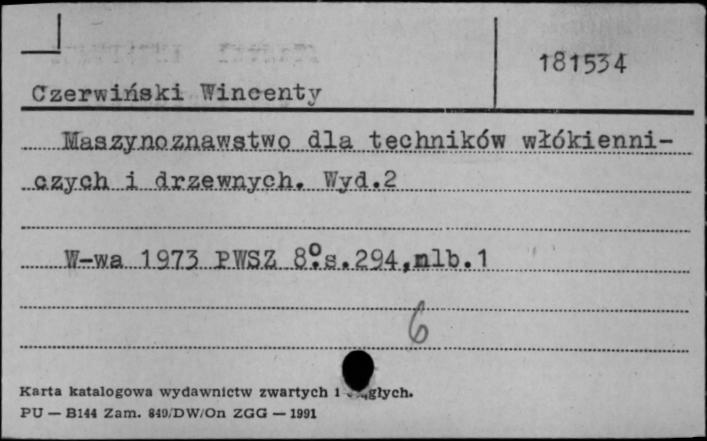 181534
Czerwiński Wincenty
Maszynoznawstwo dla techników włókienni-
czych i drzewnych. Wyd.2
W-wa 1973 PWSZ 8º.s.294,nlb.1
6
Karta katalogowa wydawnictw zwartych i
PU — B144 Zam. 849/DW/On ZGG — 1991